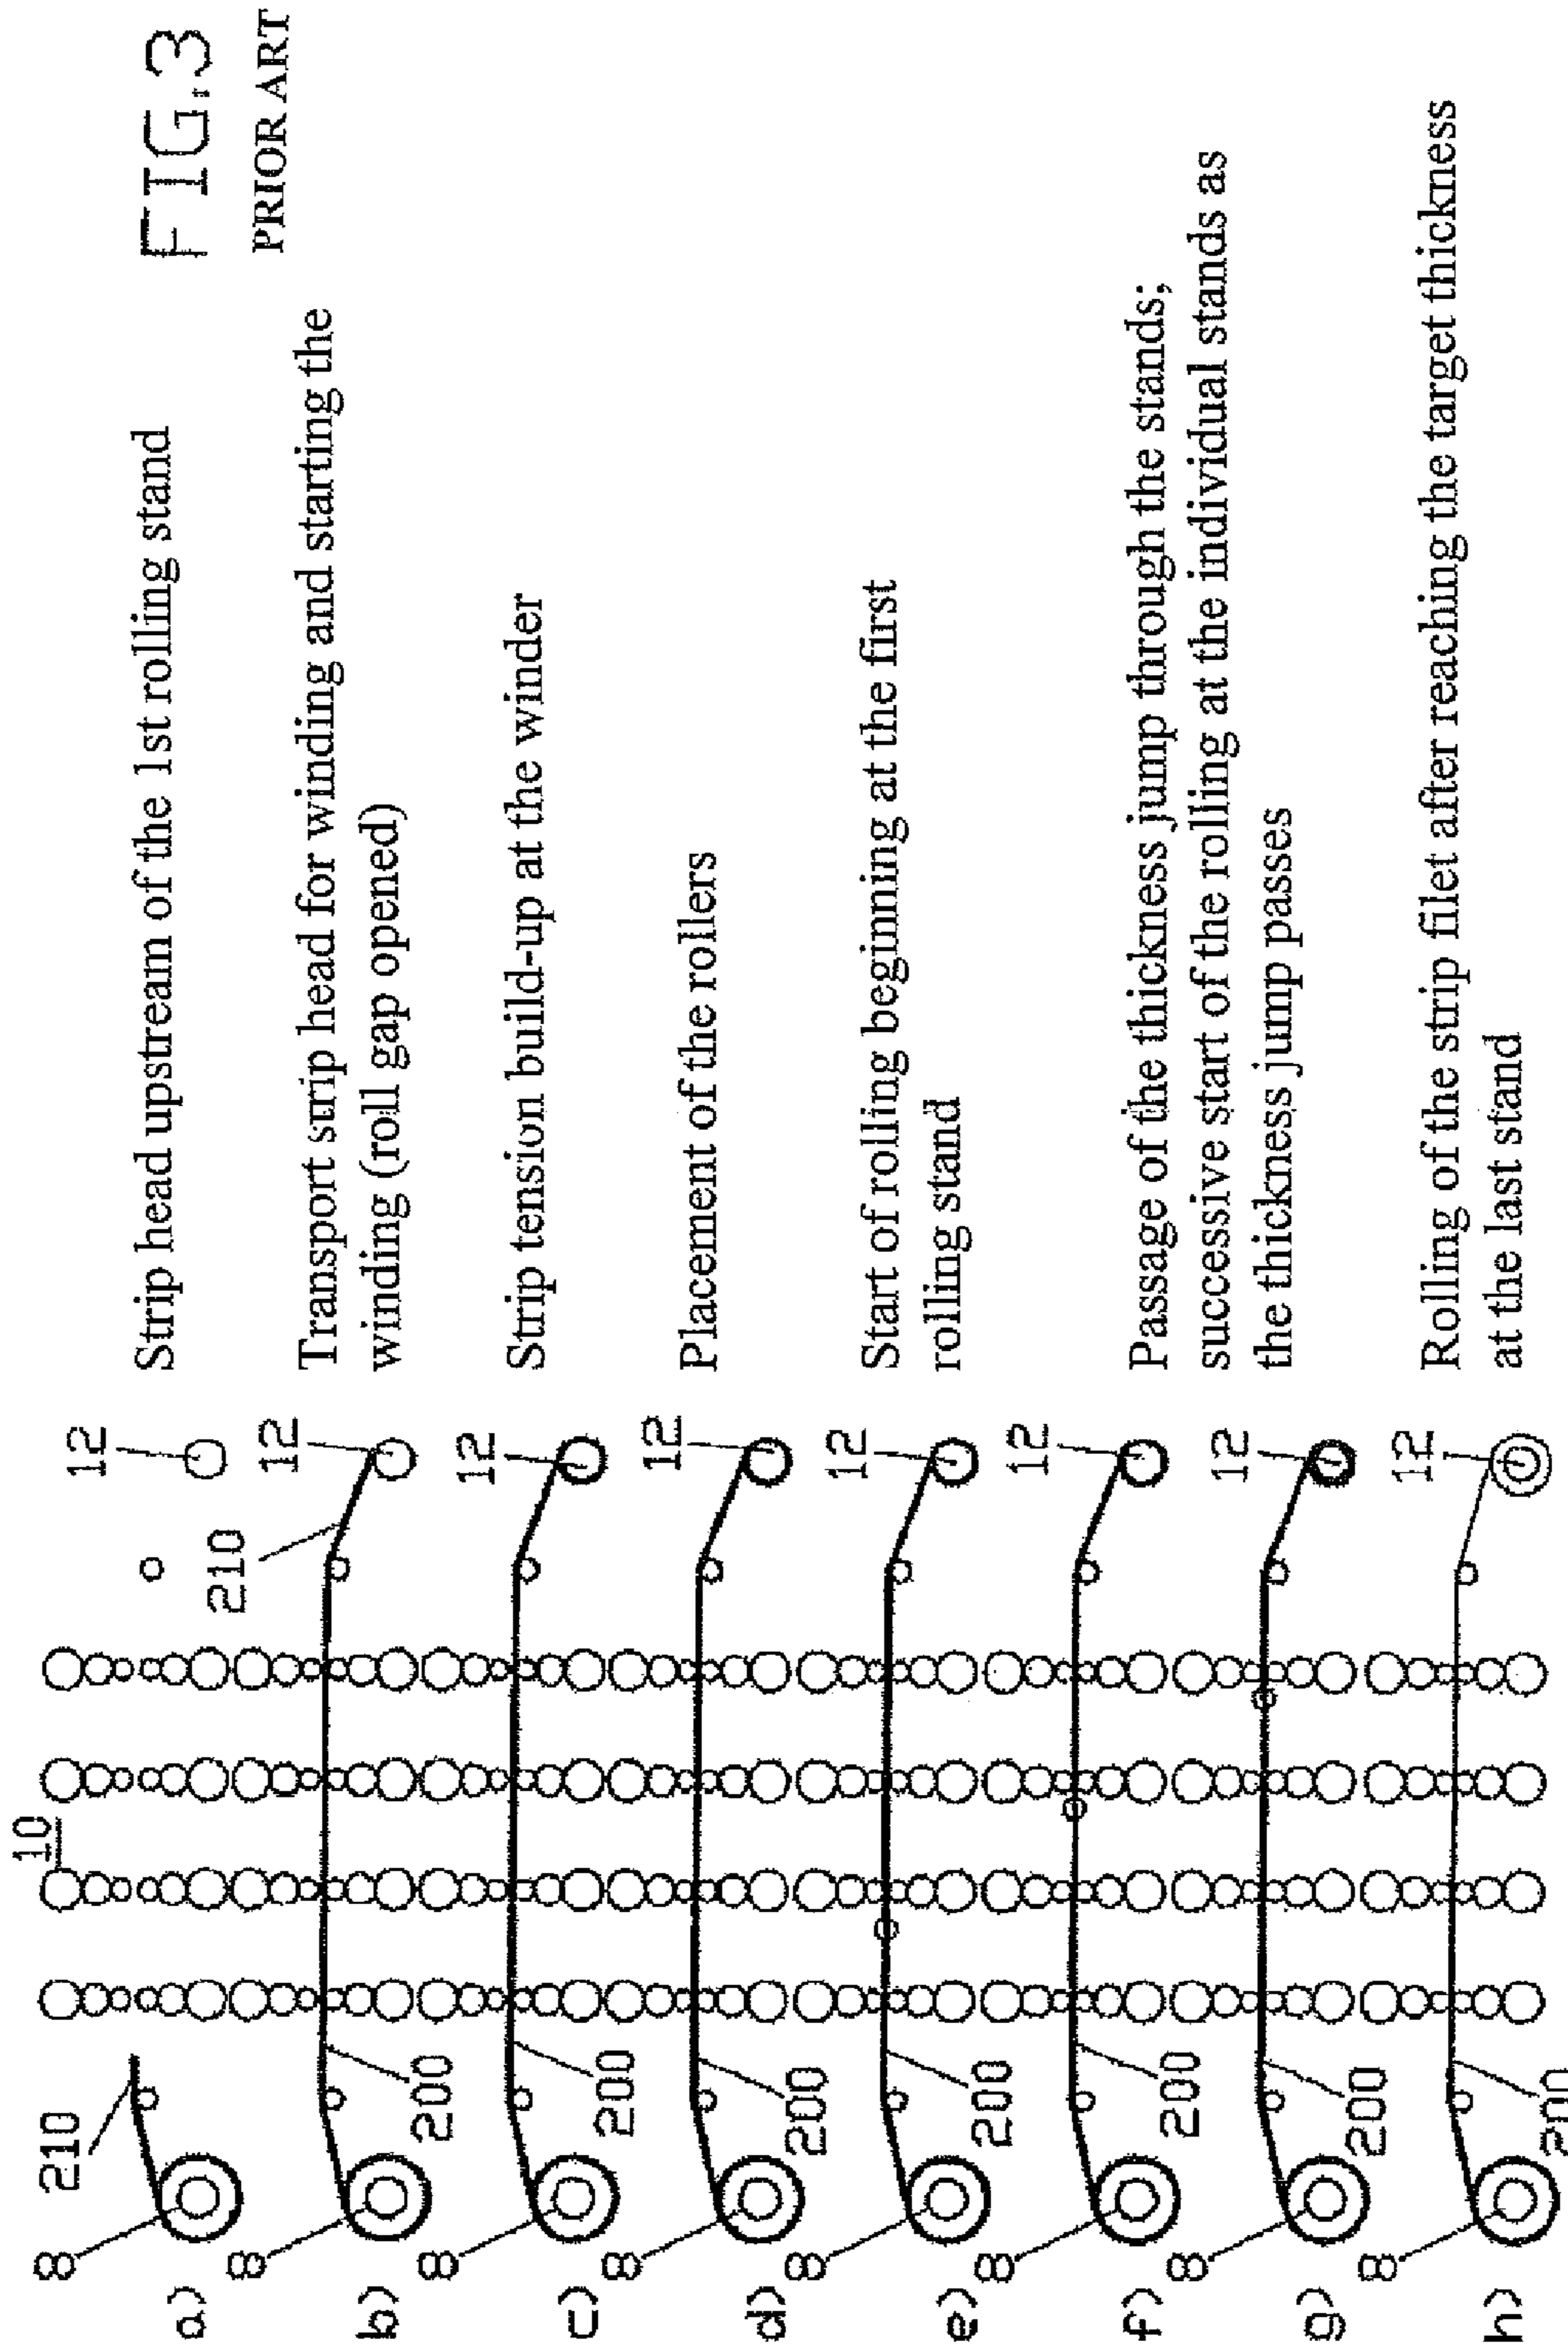 FIG.3
PRIOR ART
10
a) 8 210 12
Strip head upstream of the 1st rolling stand
b) 8 200 210 12
Transport strip head for winding and starting the
winding (roll gap opened)
c) 8 200 12
Strip tension build-up at the winder
d) 8 200 12
Placement of the rollers
e) 8 200 12
Start of rolling beginning at the first
rolling stand
f) 8 200 12
Passage of the thickness jump through the stands;
successive start of the rolling at the individual stands as
the thickness jump passes
g) 8 200 12
h) 8 200 12
Rolling of the strip filet after reaching the target thickness
at the last stand